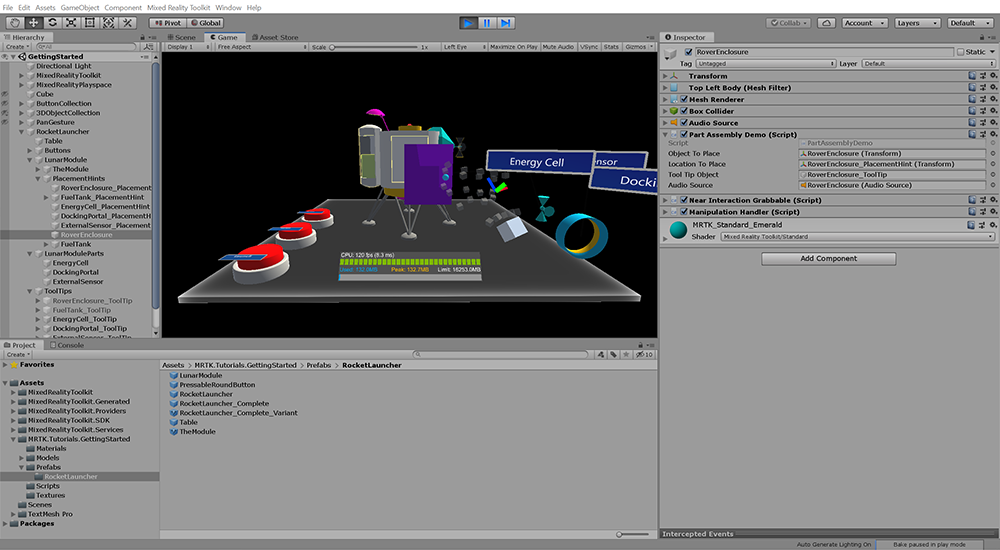 File Edit Assets GameObject Component Mixed Reality Toolkit Window Help
Pivot Global Collab Account Layers Default
Hierarchy
Create All
GettingStarted
Directional Light
MixedRealityToolkit
MixedRealityPlayspace
Cube
ButtonCollection
3DObjectCollection
PanGesture
RocketLauncher
Table
Buttons
LunarModule
TheModule
PlacementHints
RoverEnclosure_Placement
FuelTank_PlacementHint
EnergyCell_PlacementHint
DockingPortal_PlacementH
ExternalSensor_Placement
RoverEnclosure
FuelTank
LunarModuleParts
EnergyCell
DockingPortal
ExternalSensor
ToolTips
RoverEnclosure_ToolTip
FuelTank_ToolTip
EnergyCell_ToolTip
DockingPortal_ToolTip
ExternalSensor_ToolTip
Scene Game Asset Store
Display 1 Free Aspect Scale 1x Left Eye Maximize On Play Mute Audio VSync Stats Gizmos
Energy Cell
nsor
Docki
CPU: 120 fps (8.3 ms)
Used: 132.0MB Peak: 132.7MB Limit: 16253.0MB
Inspector
RoverEnclosure Static
Tag Untagged Layer Default
Transform
Top Left Body (Mesh Filter)
Mesh Renderer
Box Collider
Audio Source
Part Assembly Demo (Script)
Script PartAssemblyDemo
Object To Place RoverEnclosure (Transform)
Location To Place RoverEnclosure_PlacementHint (Transform)
Tool Tip Object RoverEnclosure_ToolTip
Audio Source RoverEnclosure (Audio Source)
Near Interaction Grabbable (Script)
Manipulation Handler (Script)
MRTK_Standard_Emerald
Shader Mixed Reality Toolkit/Standard
Add Component
Project Console
Create 10
Favorites
Assets
MixedRealityToolkit
MixedRealityToolkit.Generated
MixedRealityToolkit.Providers
MixedRealityToolkit.SDK
MixedRealityToolkit.Services
MRTK.Tutorials.GettingStarted
Materials
Models
Prefabs
RocketLauncher
Scripts
Textures
Scenes
TextMesh Pro
Packages
Assets > MRTK.Tutorials.GettingStarted > Prefabs > RocketLauncher
LunarModule
PressableRoundButton
RocketLauncher
RocketLauncher_Complete
RocketLauncher_Complete_Variant
Table
TheModule
Intercepted Events
Auto Generate Lighting On Bake paused in play mode